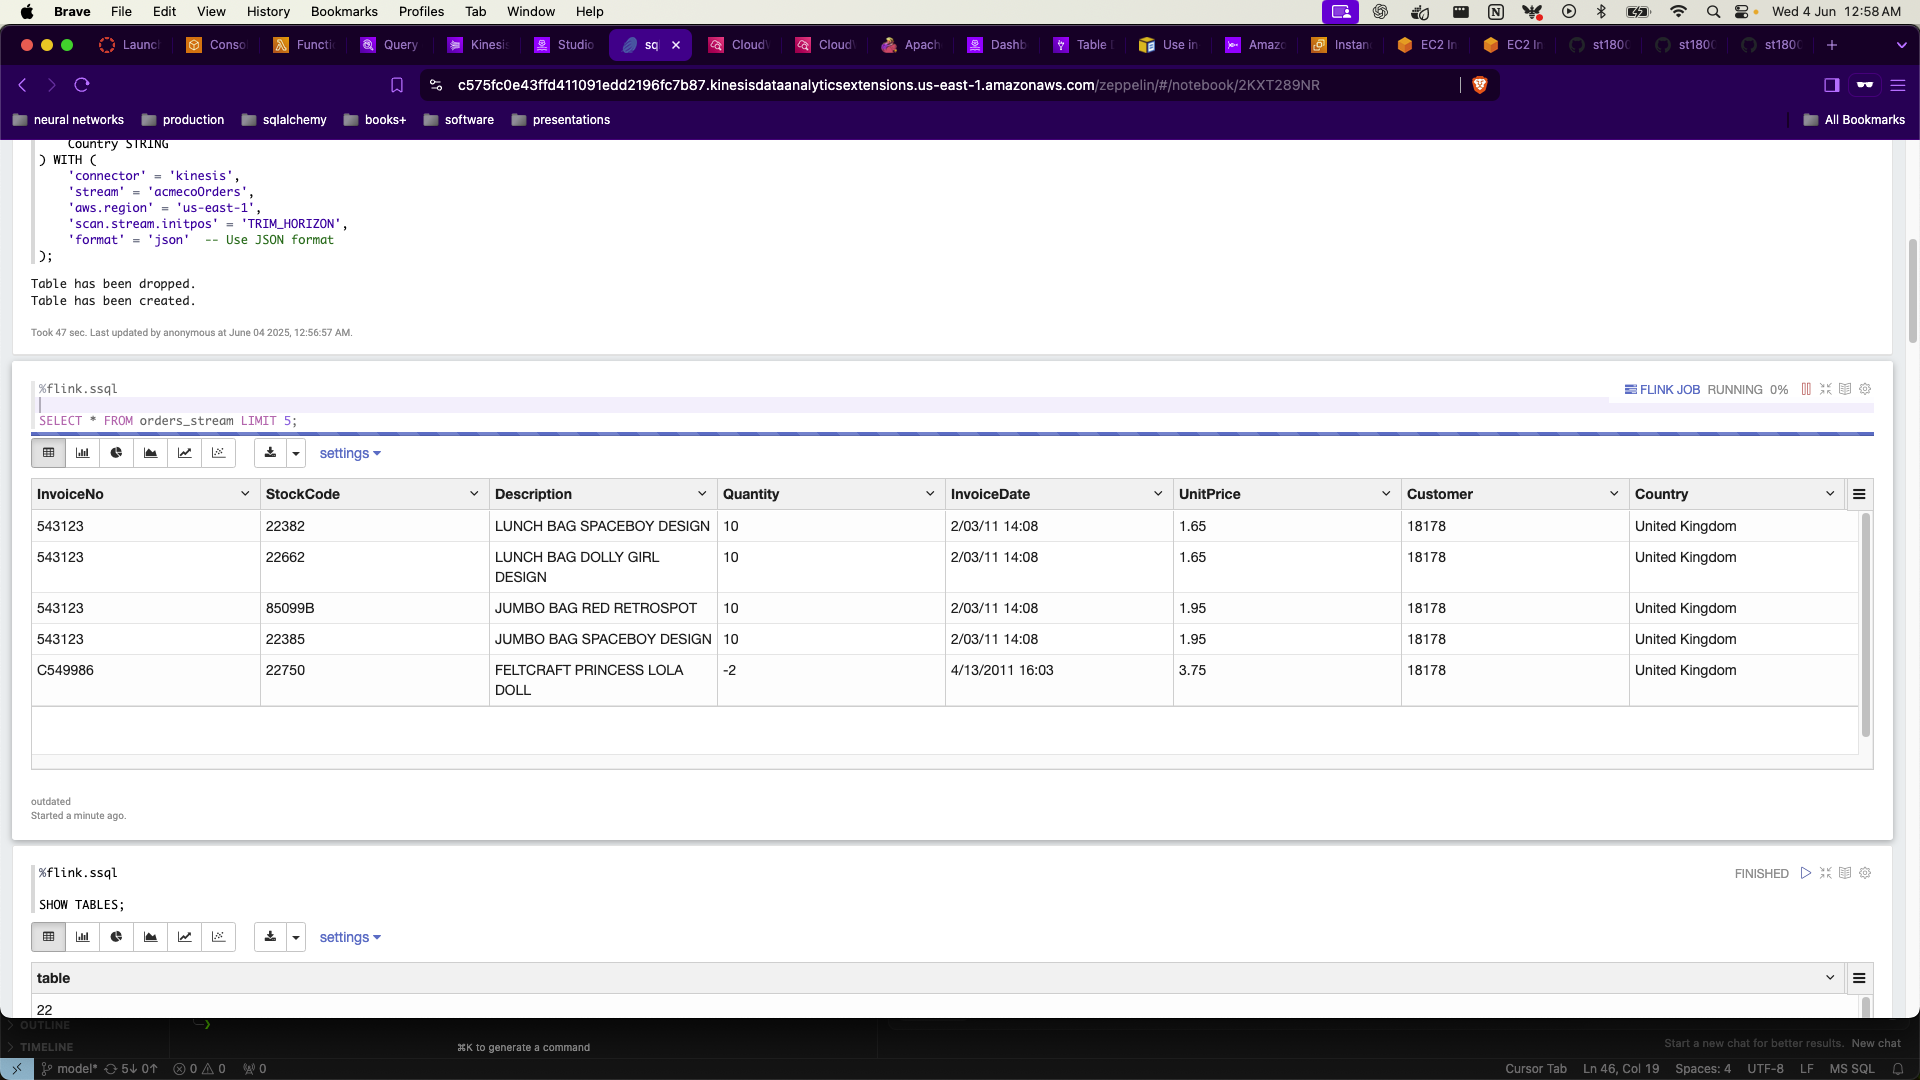 Brave File Edit View History Bookmarks Profiles Tab Window Help Wed 4 Jun 12:58 AM
Launc Conso Functi Query Kinesi Studio sq CloudW CloudW Apach Dashb Table Use in Amazo Instan EC2 In EC2 In st180 st180 st180
c575fc0e43ffd411091edd2196fc7b87.kinesisdataanalyticsextensions.us-east-1.amazonaws.com/zeppelin/#/notebook/2KXT289NR
neural networks production sqlalchemy books+ software presentations All Bookmarks
Country STRING
) WITH (
'connector' = 'kinesis',
'stream' = 'acmecoOrders',
'aws.region' = 'us-east-1',
'scan.stream.initpos' = 'TRIM_HORIZON',
'format' = 'json' -- Use JSON format
);
Table has been dropped.
Table has been created.
Took 47 sec. Last updated by anonymous at June 04 2025, 12:56:57 AM.
%flink.ssql
FLINK JOB RUNNING 0%
SELECT * FROM orders_stream LIMIT 5;
settings
InvoiceNo StockCode Description Quantity InvoiceDate UnitPrice Customer Country
543123 22382 LUNCH BAG SPACEBOY DESIGN 10 2/03/11 14:08 1.65 18178 United Kingdom
543123 22662 LUNCH BAG DOLLY GIRL DESIGN 10 2/03/11 14:08 1.65 18178 United Kingdom
543123 85099B JUMBO BAG RED RETROSPOT 10 2/03/11 14:08 1.95 18178 United Kingdom
543123 22385 JUMBO BAG SPACEBOY DESIGN 10 2/03/11 14:08 1.95 18178 United Kingdom
C549986 22750 FELTCRAFT PRINCESS LOLA DOLL -2 4/13/2011 16:03 3.75 18178 United Kingdom
outdated
Started a minute ago.
%flink.ssql
FINISHED
SHOW TABLES;
settings
table
22
OUTLINE
TIMELINE
⌘K to generate a command
Start a new chat for better results. New chat
model* 5↓ 0↑ 0 0 0 Cursor Tab Ln 46, Col 19 Spaces: 4 UTF-8 LF MS SQL